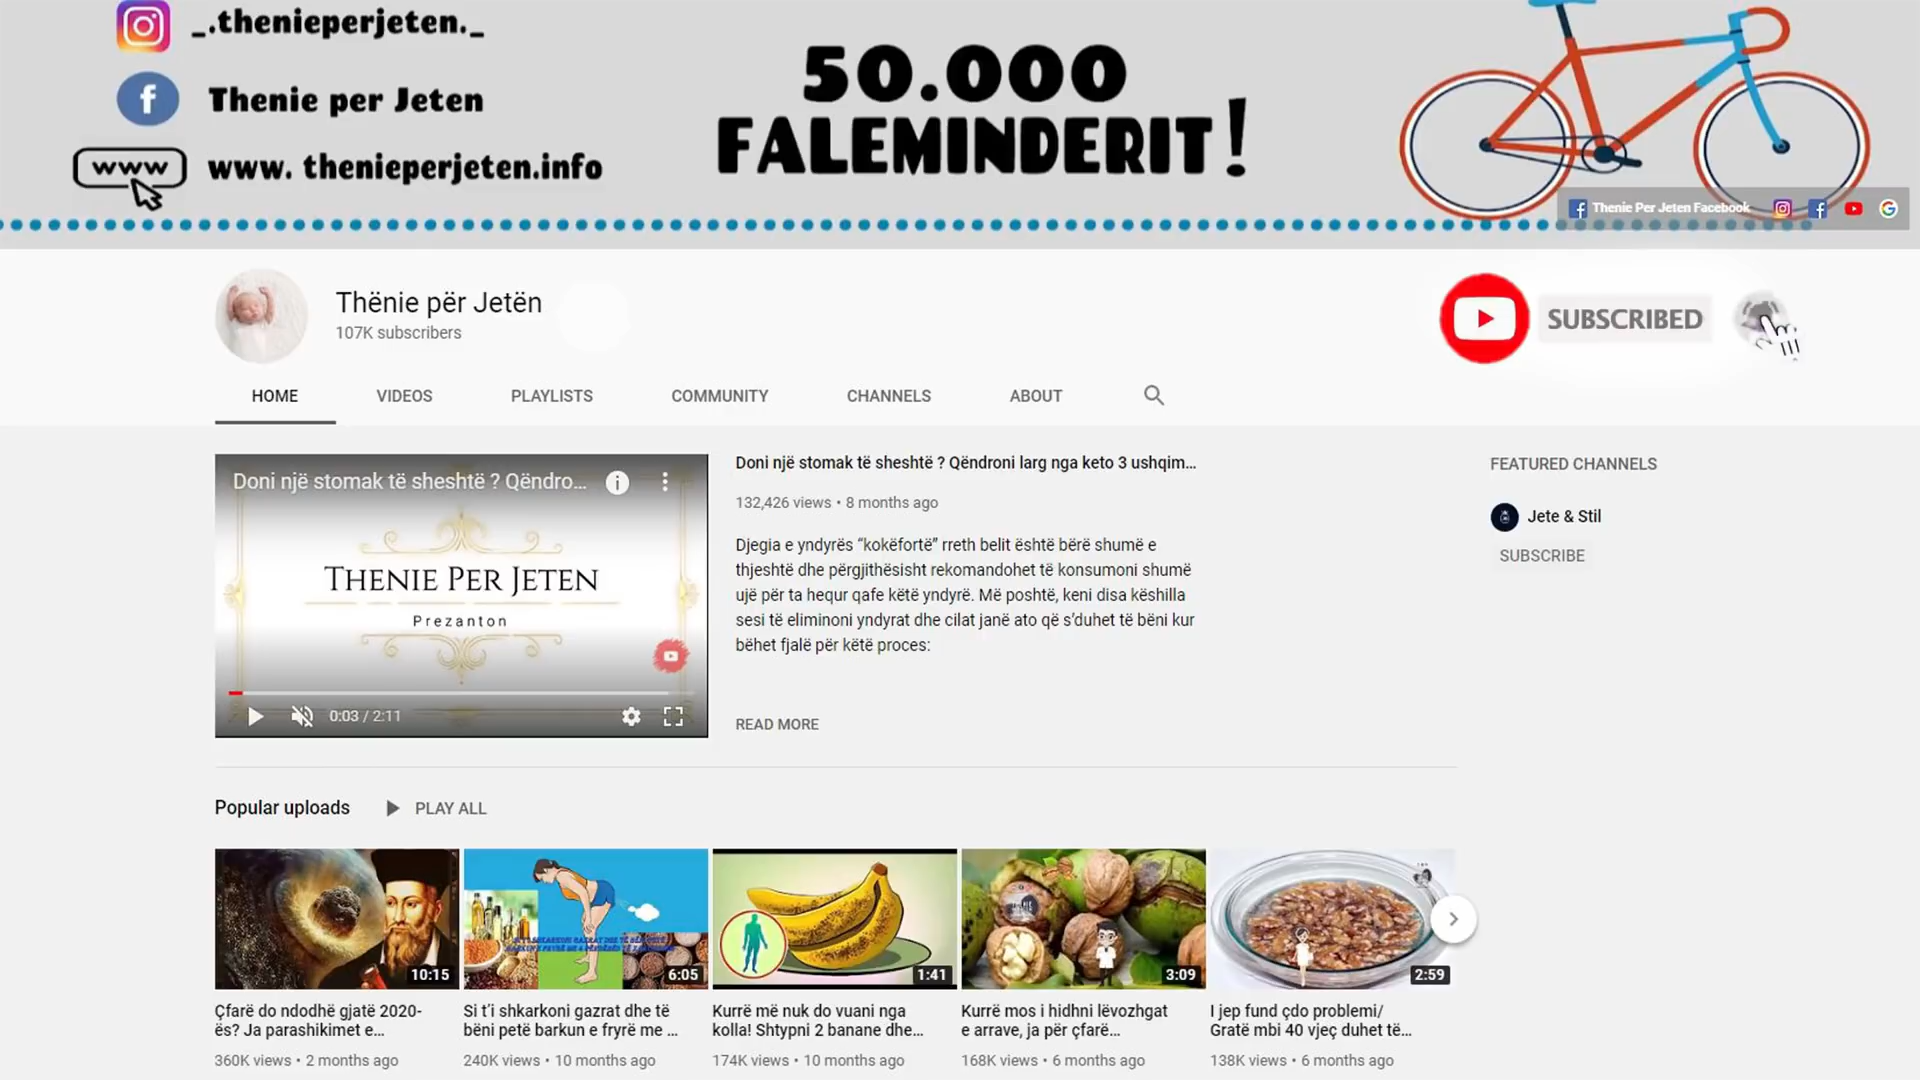 _.thenieperjeten._
Thenie per Jeten
www
www. thenieperjeten.info
50.000
FALEMINDERIT!
Thenie Per Jeten Facebook
Thënie për Jetën
107K subscribers
SUBSCRIBED
HOME
VIDEOS
PLAYLISTS
COMMUNITY
CHANNELS
ABOUT
Doni një stomak të sheshtë ? Qëndro...
THENIE PER JETEN
Prezanton
0:03 / 2:11
Doni një stomak të sheshtë ? Qëndroni larg nga keto 3 ushqim...
132,426 views • 8 months ago
Djegia e yndyrës “kokëfortë” rreth belit është bërë shumë e
thjeshtë dhe përgjithësisht rekomandohet të konsumoni shumë
ujë për ta hequr qafe këtë yndyrë. Më poshtë, keni disa këshilla
sesi të eliminoni yndyrat dhe cilat janë ato që s’duhet të bëni kur
bëhet fjalë për këtë proces:
READ MORE
FEATURED CHANNELS
Jete & Stil
SUBSCRIBE
Popular uploads
PLAY ALL
10:15
6:05
1:41
3:09
2:59
Çfarë do ndodhë gjatë 2020-
ës? Ja parashikimet e...
360K views • 2 months ago
Si t’i shkarkoni gazrat dhe të
bëni petë barkun e fryrë me ...
240K views • 10 months ago
Kurrë më nuk do vuani nga
kolla! Shtypni 2 banane dhe...
174K views • 10 months ago
Kurrë mos i hidhni lëvozhgat
e arrave, ja për çfarë...
168K views • 6 months ago
I jep fund çdo problemi/
Gratë mbi 40 vjeç duhet të...
138K views • 6 months ago